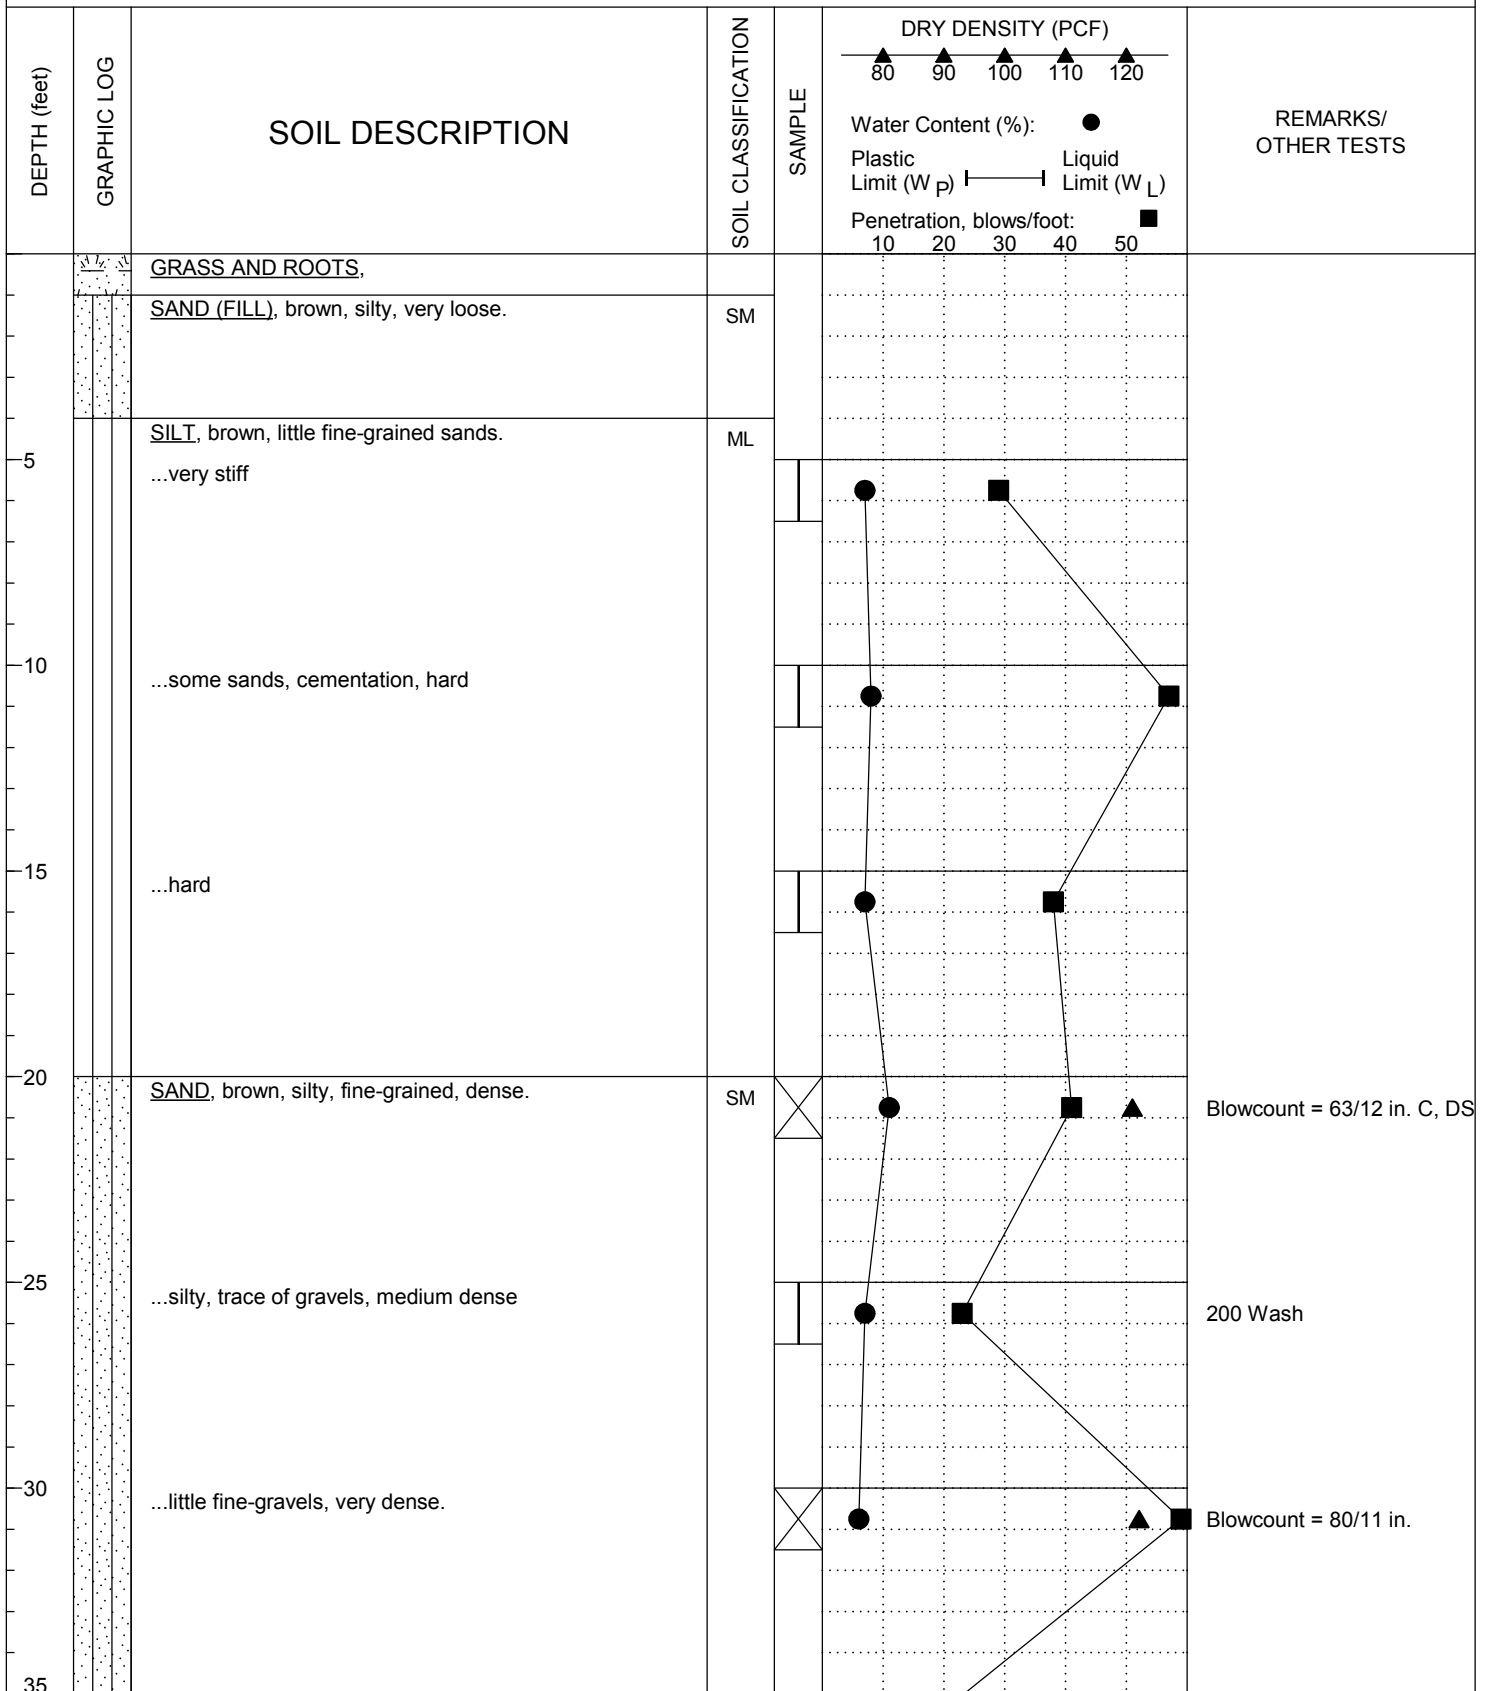 DEPTH (feet)
GRAPHIC LOG
SOIL DESCRIPTION
SOIL CLASSIFICATION
SAMPLE
DRY DENSITY (PCF)
80 90 100 110 120
Water Content (%):
Plastic Limit (W P) Liquid Limit (W L)
Penetration, blows/foot:
10 20 30 40 50
REMARKS/
OTHER TESTS
GRASS AND ROOTS,
SAND (FILL), brown, silty, very loose.
SM
SILT, brown, little fine-grained sands.
ML
5
...very stiff
10
...some sands, cementation, hard
15
...hard
20
SAND, brown, silty, fine-grained, dense.
SM
Blowcount = 63/12 in. C, DS
25
...silty, trace of gravels, medium dense
200 Wash
30
...little fine-gravels, very dense.
Blowcount = 80/11 in.
35